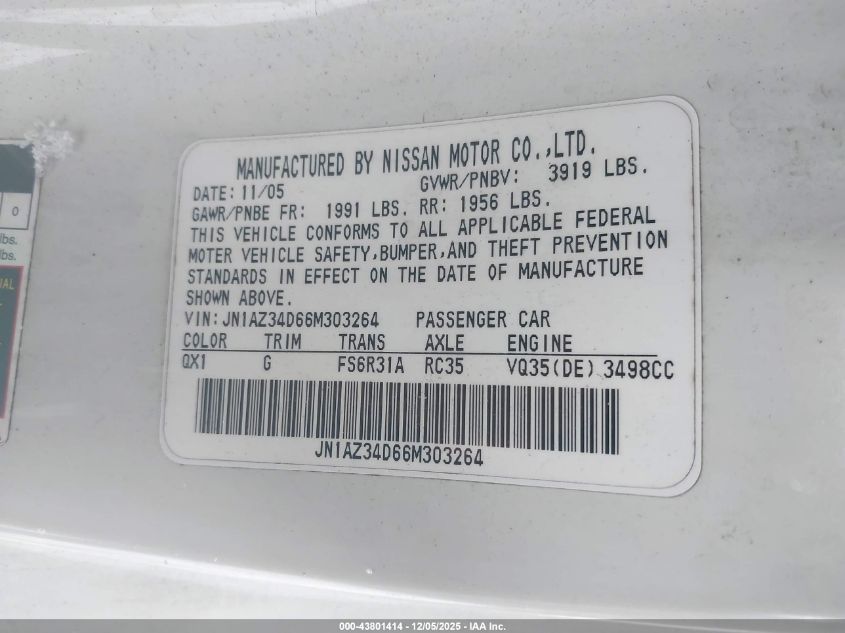 MANUFACTURED BY NISSAN MOTOR CO.,LTD.
DATE: 11/05 GVWR/PNBV: 3919 LBS.
GAWR/PNBE FR: 1991 LBS. RR: 1956 LBS.
THIS VEHICLE CONFORMS TO ALL APPLICABLE FEDERAL
MOTER VEHICLE SAFETY,BUMPER,AND THEFT PREVENTION
STANDARDS IN EFFECT ON THE DATE OF MANUFACTURE
SHOWN ABOVE.
VIN: JN1AZ34D66M303264 PASSENGER CAR
COLOR TRIM TRANS AXLE ENGINE
QX1 G FS6R31A RC35 VQ35(DE) 3498CC
JN1AZ34D66M303264
0
lbs.
lbs.
000-43801414 - 12/05/2025 - IAA Inc.